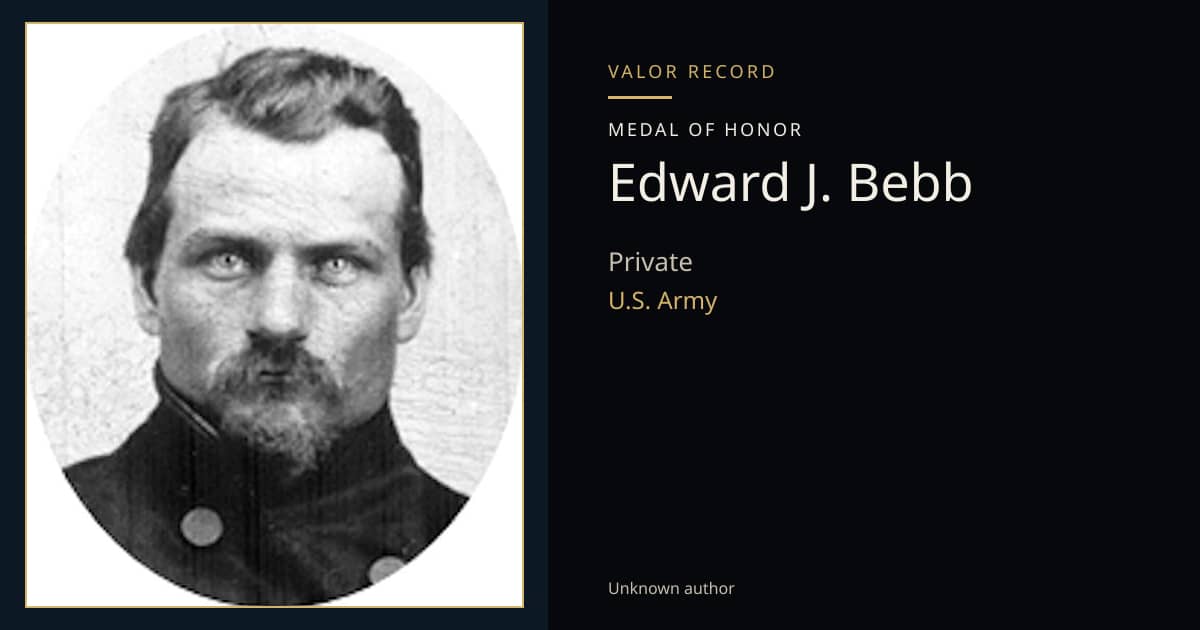 VALOR RECORD
MEDAL OF HONOR
Edward J. Bebb
Private
U.S. Army
Unknown author